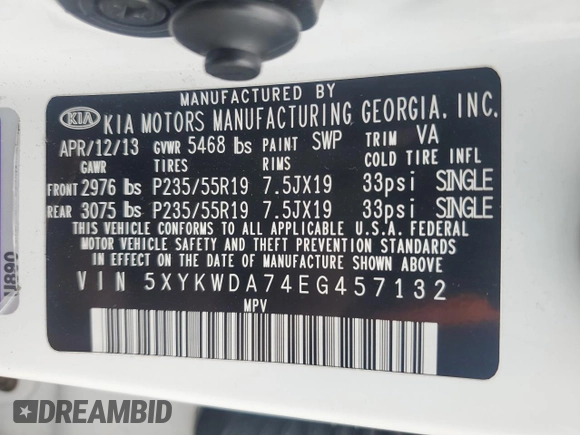 MANUFACTURED BY
KIA KIA MOTORS MANUFACTURING GEORGIA, INC.
APR/12/13 GVWR 5468 lbs PAINT SWP TRIM VA
GAWR TIRES RIMS COLD TIRE INFL
FRONT 2976 lbs P235/55R19 7.5JX19 33psi SINGLE
REAR 3075 lbs P235/55R19 7.5JX19 33psi SINGLE
THIS VEHICLE CONFORMS TO ALL APPLICABLE U.S.A. FEDERAL
MOTOR VEHICLE SAFETY AND THEFT PREVENTION STANDARDS
IN EFFECT ON THE DATE OF MANUFACTURE SHOWN ABOVE.
VIN 5XYKWDA74EG457132
MPV
DREAMBID